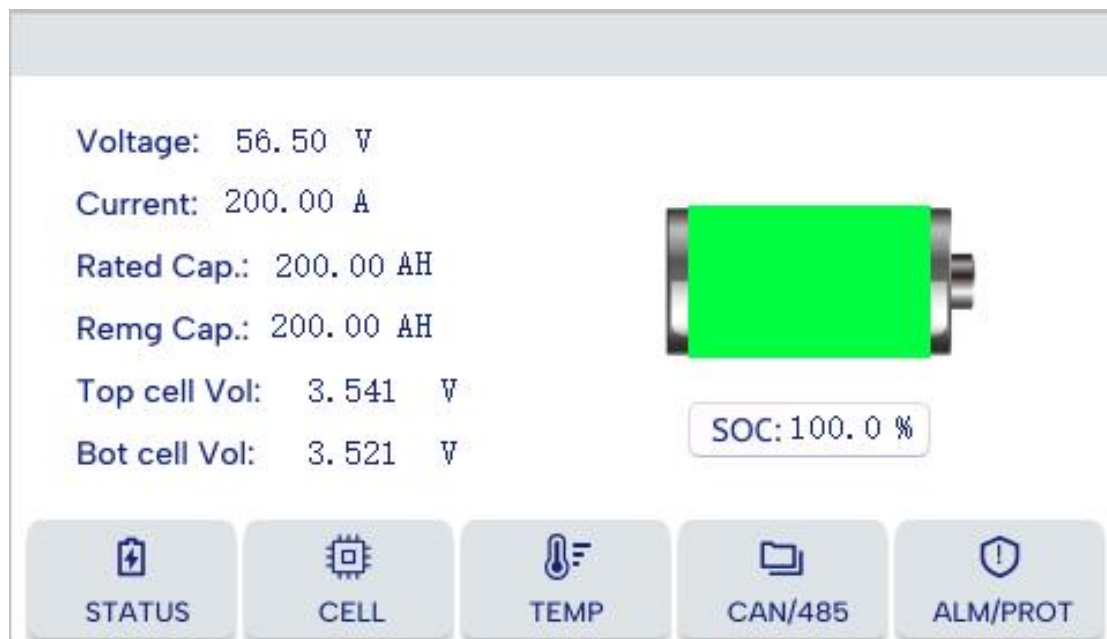 Voltage: 56.50 V
Current: 200.00 A
Rated Cap.: 200.00 AH
Remg Cap.: 200.00 AH
Top cell Vol: 3.541 V
Bot cell Vol: 3.521 V
SOC: 100.0 %
STATUS
CELL
TEMP
CAN/485
ALM/PROT